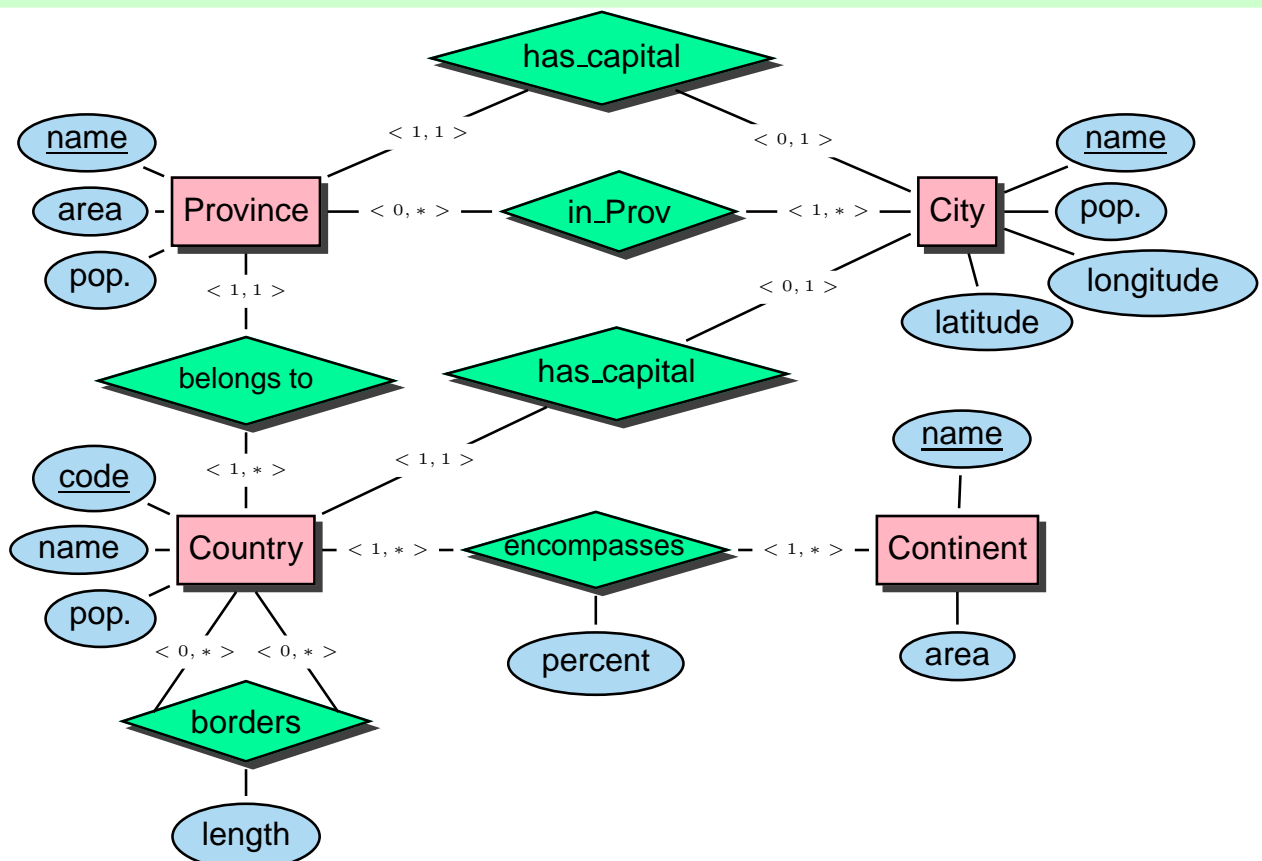 has_capital
< 1, 1 >
< 0, 1 >
name
name
area
Province
< 0, ∗ >
in_Prov
< 1, ∗ >
City
pop.
pop.
< 1, 1 >
< 0, 1 >
longitude
latitude
belongs to
has_capital
name
code
< 1, ∗ >
< 1, 1 >
name
Country
< 1, ∗ >
encompasses
< 1, ∗ >
Continent
pop.
< 0, ∗ >
< 0, ∗ >
percent
area
borders
length